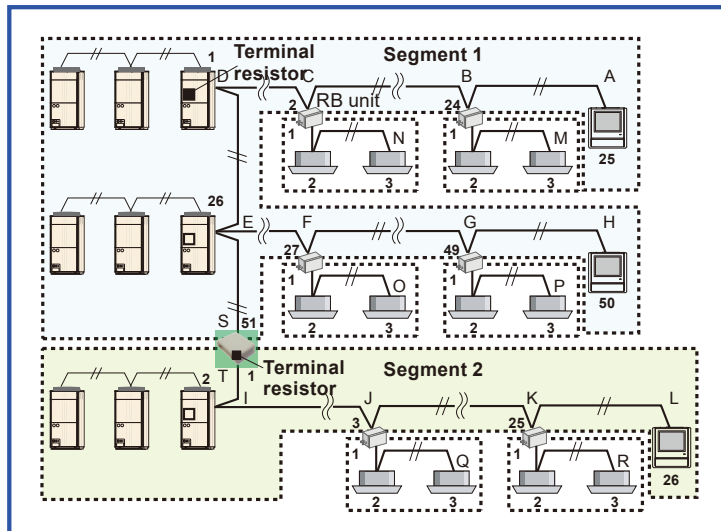 1 Terminal resistor Segment 1
D C B A
2 RB unit 24
1 N 1 M
25
2 3 2 3
26
E F G H
27 49
1 O 1 P
50
2 3 2 3
S 51
Terminal resistor
T 1
Segment 2
2
I J K L
3 25
1 Q 1 R
26
2 3 2 3